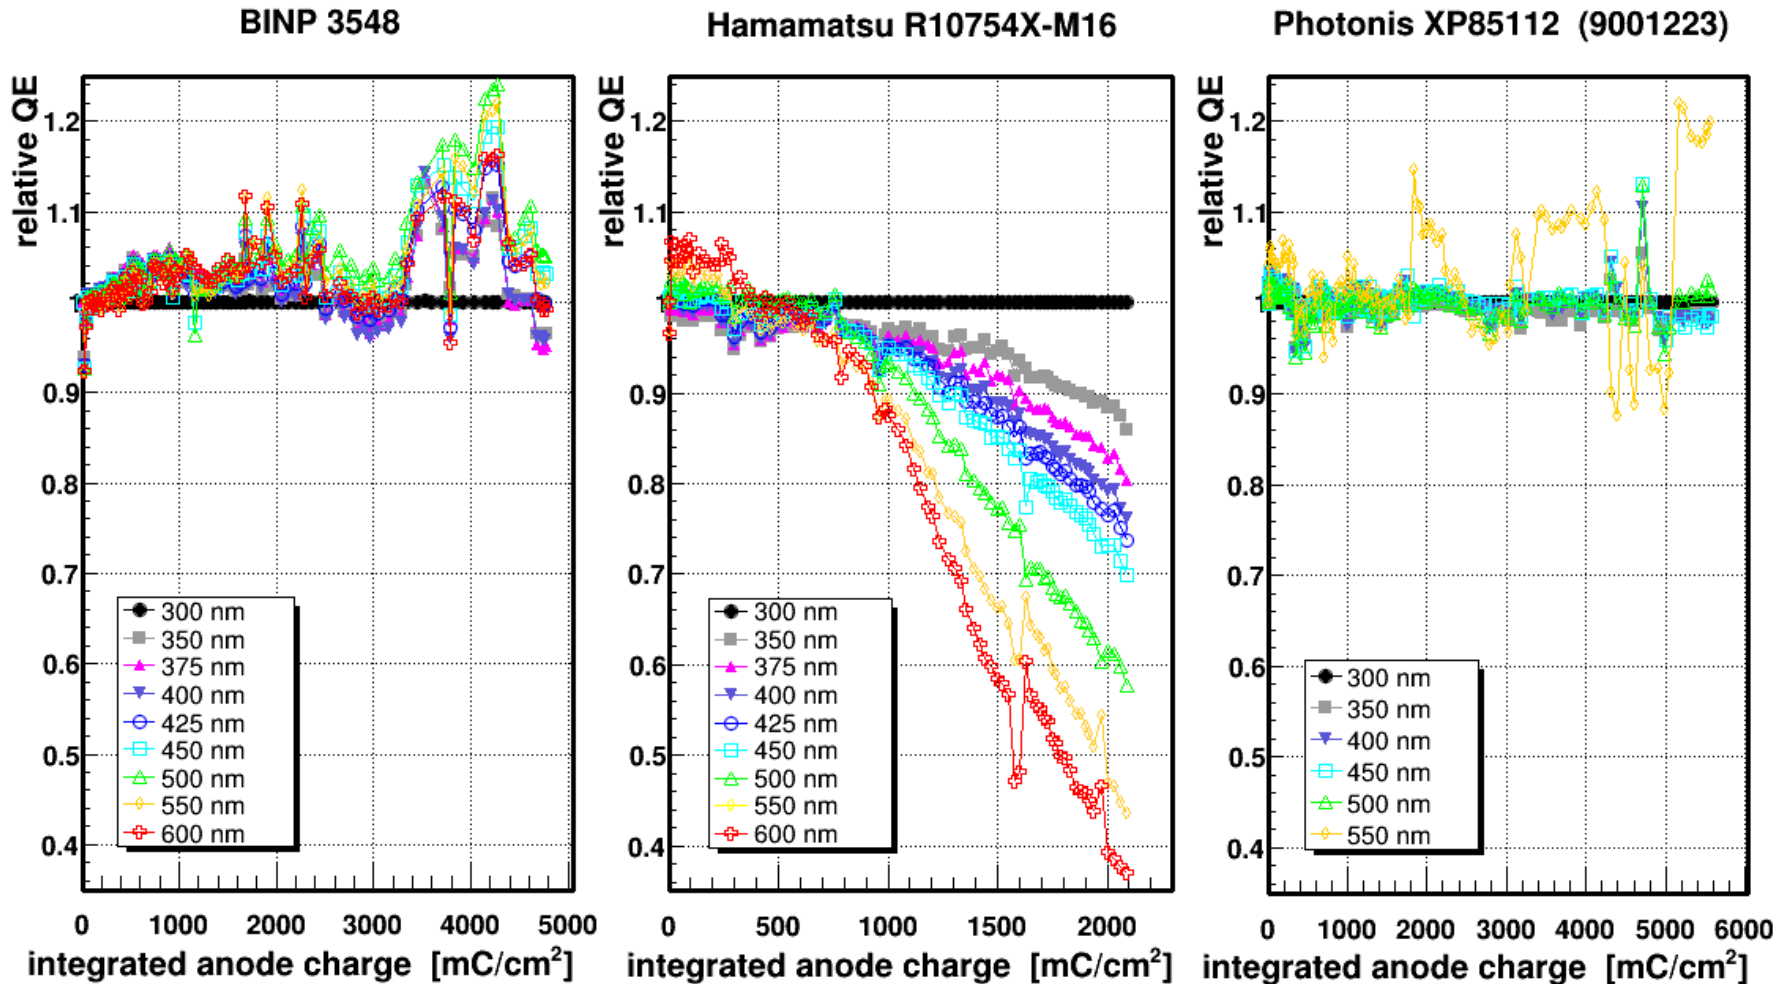 BINP 3548
relative QE
1.2
1.1
1
0.9
0.8
0.7
0.6
0.5
0.4
300 nm
350 nm
375 nm
400 nm
425 nm
450 nm
500 nm
550 nm
600 nm
0 1000 2000 3000 4000 5000
integrated anode charge [mC/cm²]
Hamamatsu R10754X-M16
relative QE
1.2
1.1
1
0.9
0.8
0.7
0.6
0.5
0.4
300 nm
350 nm
375 nm
400 nm
425 nm
450 nm
500 nm
550 nm
600 nm
0 500 1000 1500 2000
integrated anode charge [mC/cm²]
Photonis XP85112 (9001223)
relative QE
1.2
1.1
1
0.9
0.8
0.7
0.6
0.5
0.4
300 nm
350 nm
400 nm
450 nm
500 nm
550 nm
0 1000 2000 3000 4000 5000 6000
integrated anode charge [mC/cm²]